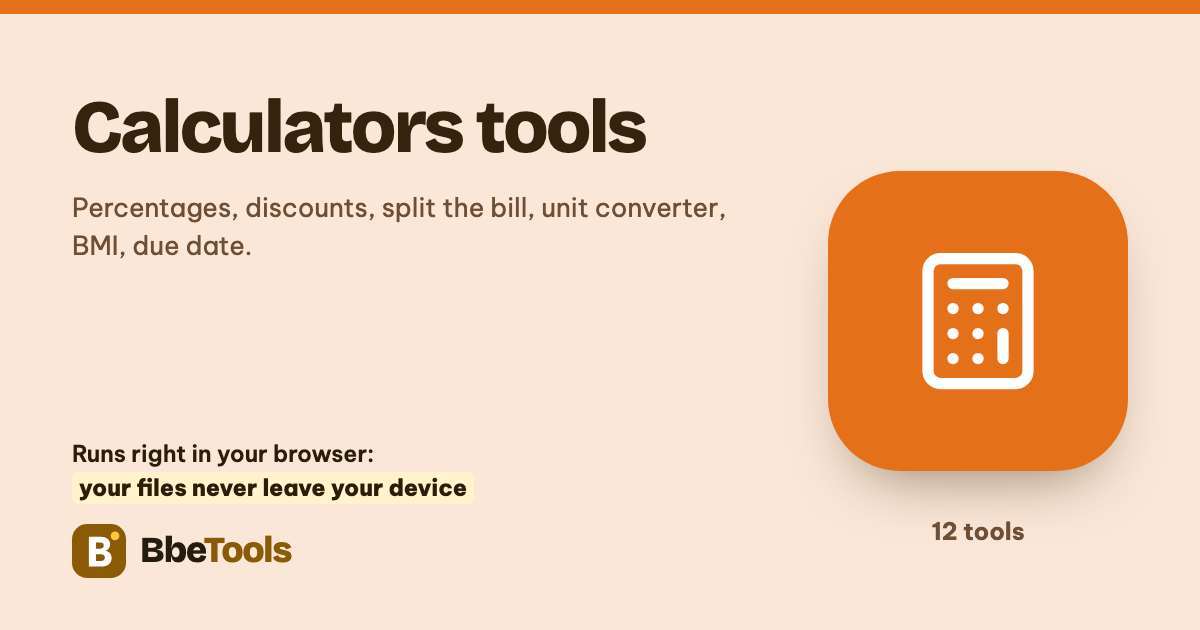 Calculators tools
Percentages, discounts, split the bill, unit converter,
BMI, due date.
Runs right in your browser:
your files never leave your device
B BbeTools
12 tools